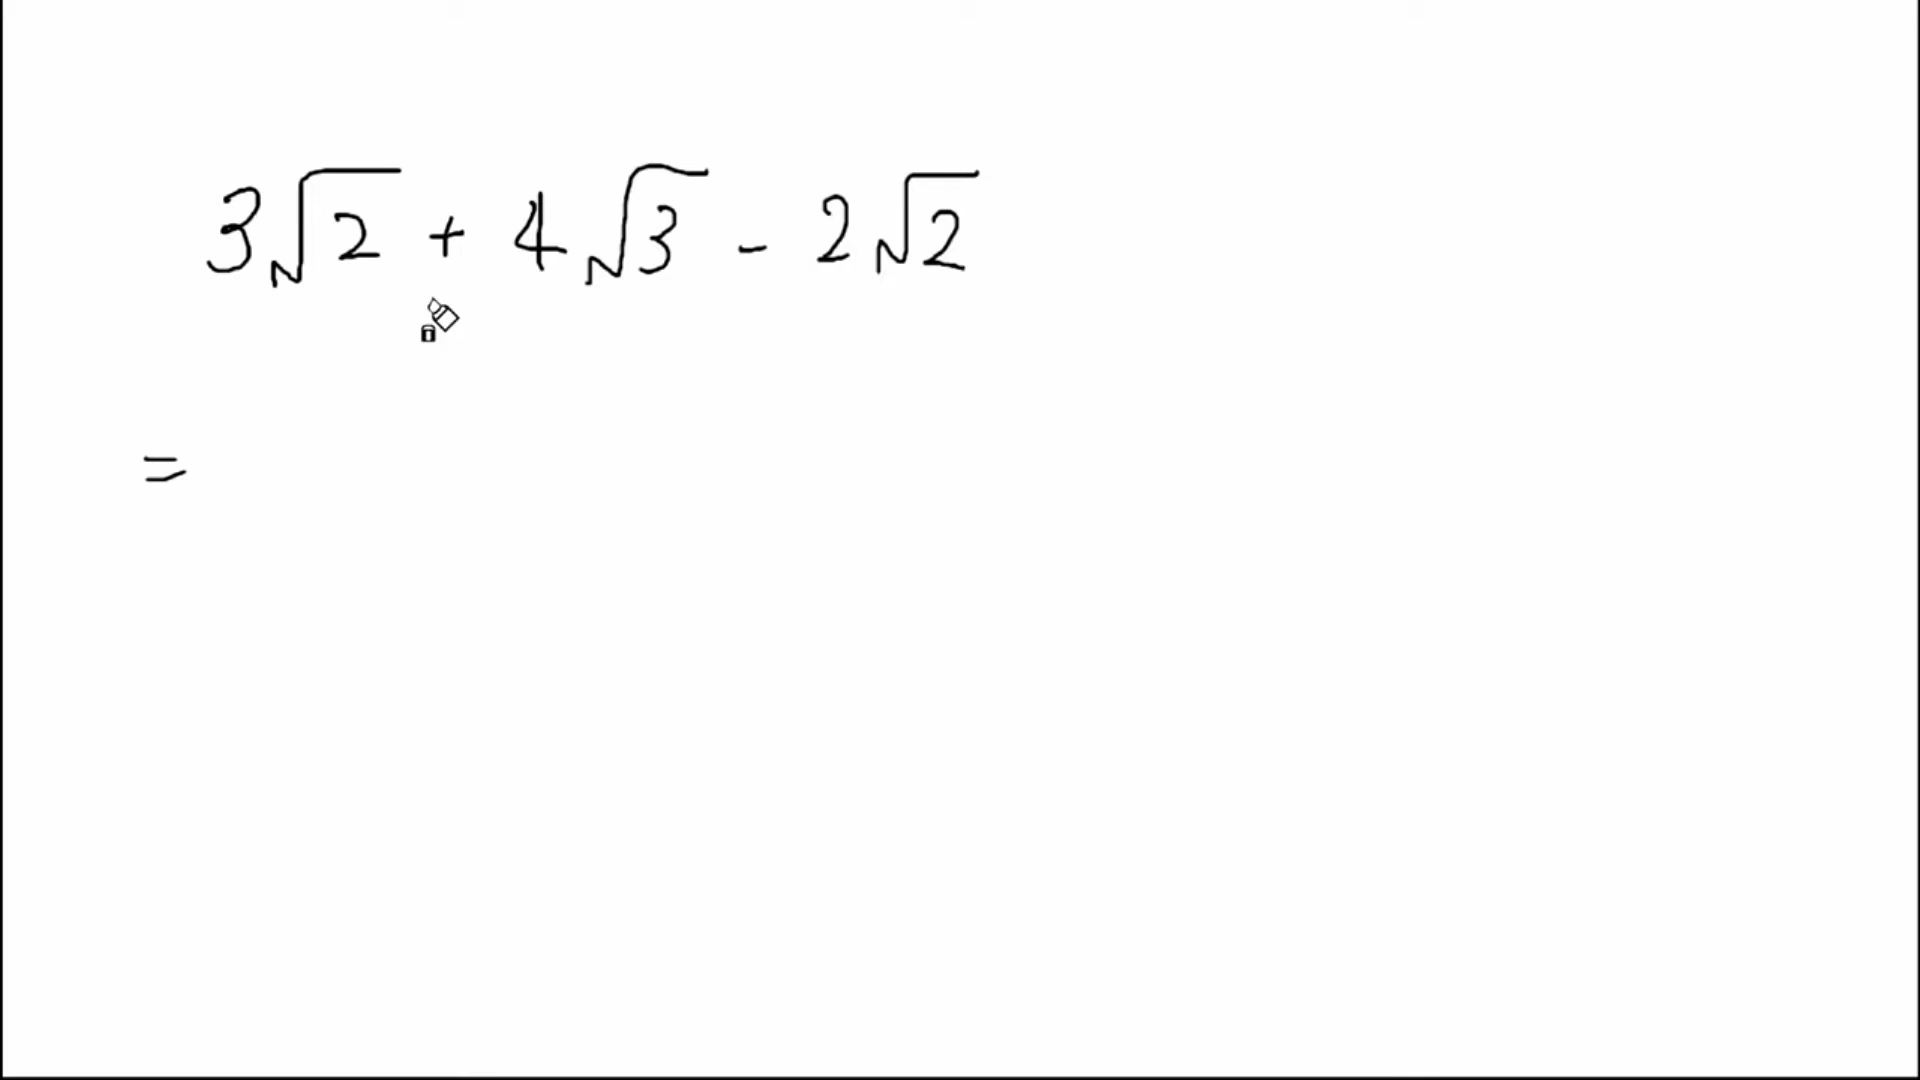 3√2 + 4√3 - 2√2
=